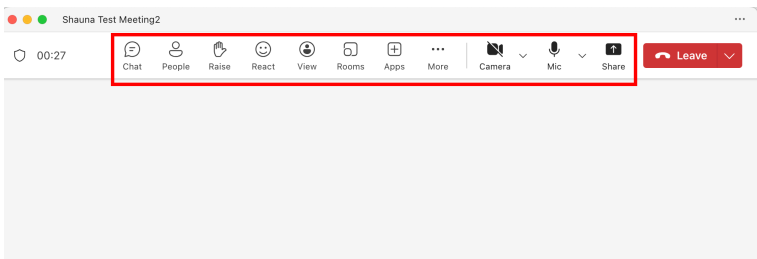 Shauna Test Meeting2
00:27
Chat People Raise React View Rooms Apps More Camera Mic Share Leave